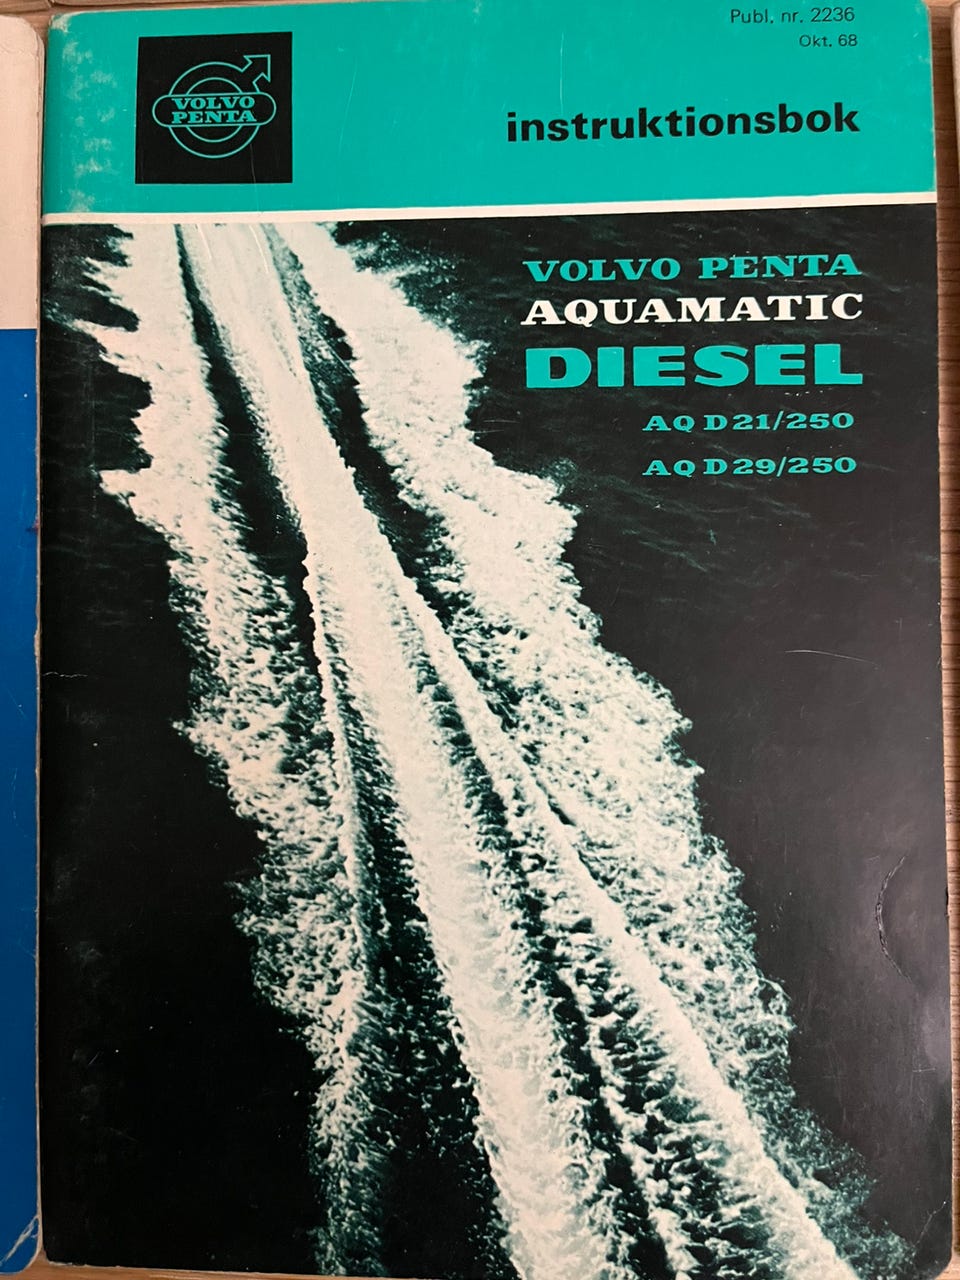 Publ. nr. 2236
Okt. 68
VOLVO
PENTA
instruktionsbok
VOLVO PENTA
AQUAMATIC
DIESEL
AQ D21/250
AQ D29/250